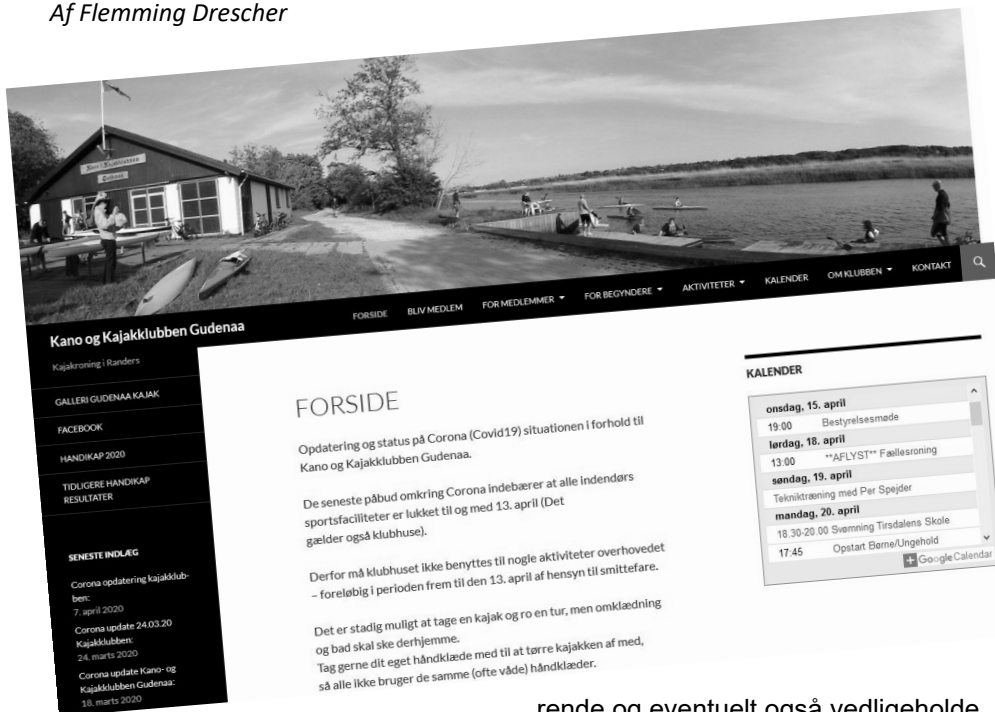 Af Flemming Drescher
Kano og Kajakklubben Gudenaa
Kajakroning i Randers
FORSIDE
BLIV MEDLEM
FOR MEDLEMMER
FOR BEGYNDERE
AKTIVITETER
KALENDER
OM KLUBBEN
KONTAKT
GALLERI GUDENAA KAJAK
FACEBOOK
HANDIKAP 2020
TIDLIGERE HANDIKAP
RESULTATER
SENESTE INDLÆG
Corona opdatering kajakklub-
ben:
7. april 2020
Corona update 24.03.20
Kajakklubben:
24. marts 2020
Corona update Kano- og
Kajakklubben Gudenaa:
18. marts 2020
FORSIDE
Opdatering og status på Corona (Covid19) situationen i forhold til
Kano og Kajakklubben Gudenaa.
De seneste påbud omkring Corona indebærer at alle indendørs
sportsfaciliteter er lukket til og med 13. april (Det
gælder også klubhuse).
Derfor må klubhuset ikke benyttes til nogle aktiviteter overhovedet
– foreløbig i perioden frem til den 13. april af hensyn til smittefare.
Det er stadig muligt at tage en kajak og ro en tur, men omklædning
og bad skal ske derhjemme.
Tag gerne dit eget håndklæde med til at tørre kajakken af med,
så alle ikke bruger de samme (ofte våde) håndklæder.
KALENDER
onsdag, 15. april
19:00 Bestyrelsesmøde
lørdag, 18. april
13:00 **AFLYST** Fællesroning
søndag, 19. april
Tekniktræning med Per Spejder
mandag, 20. april
18.30-20.00 Svømning Tirsdalens Skole
17:45 Opstart Børne/Ungehold
Google Calendar
rende og eventuelt også vedligeholde